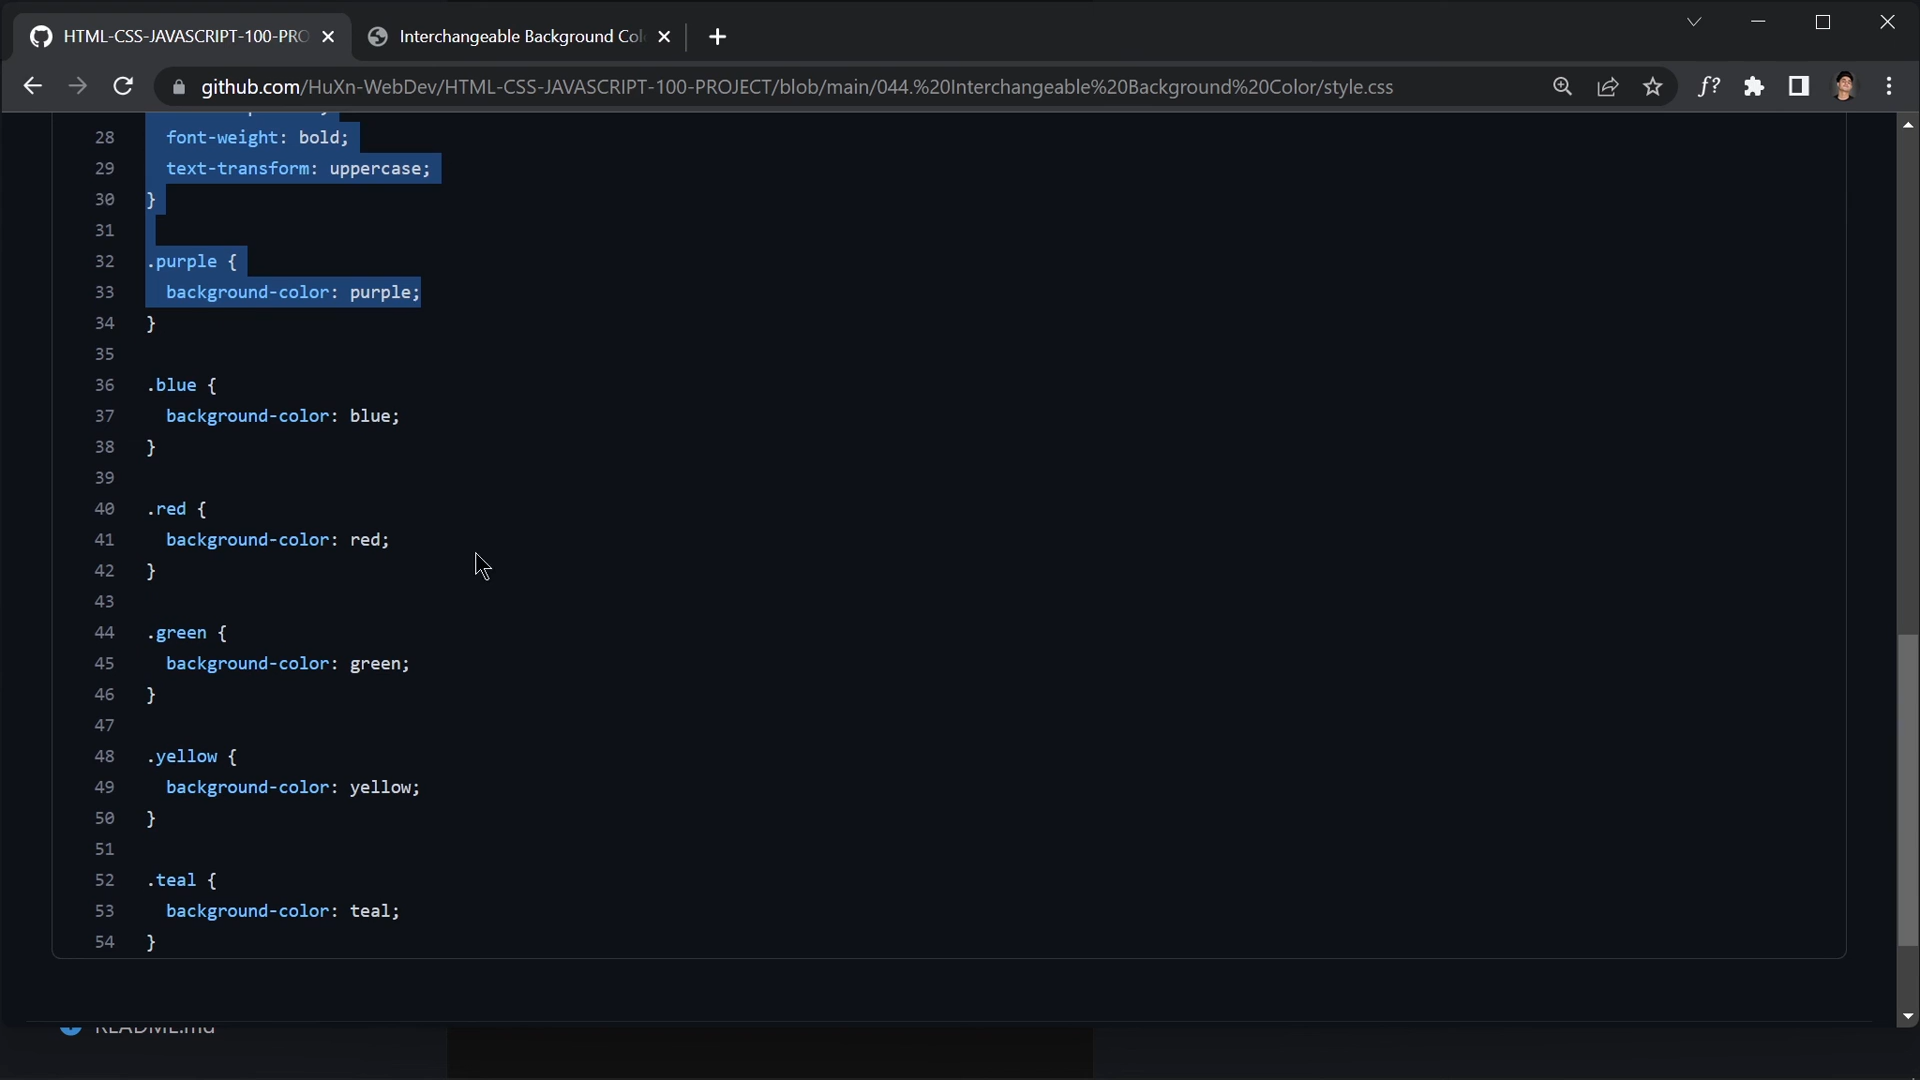 HTML-CSS-JAVASCRIPT-100-PRO
Interchangeable Background Col
github.com/HuXn-WebDev/HTML-CSS-JAVASCRIPT-100-PROJECT/blob/main/044.%20Interchangeable%20Background%20Color/style.css
f?
28 font-weight: bold;
29 text-transform: uppercase;
30 }
31
32 .purple {
33 background-color: purple;
34 }
35
36 .blue {
37 background-color: blue;
38 }
39
40 .red {
41 background-color: red;
42 }
43
44 .green {
45 background-color: green;
46 }
47
48 .yellow {
49 background-color: yellow;
50 }
51
52 .teal {
53 background-color: teal;
54 }
README.md